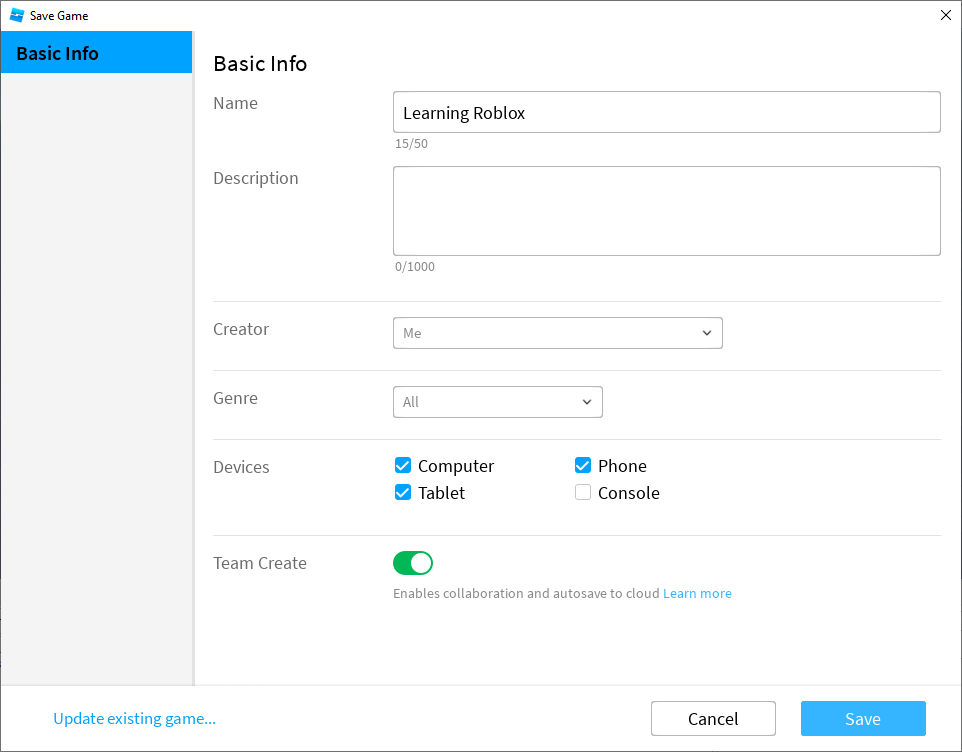 Save Game
Basic Info
Basic Info
Name
Learning Roblox
15/50
Description
0/1000
Creator
Me
Genre
All
Devices
Computer
Phone
Tablet
Console
Team Create
Enables collaboration and autosave to cloud Learn more
Update existing game...
Cancel
Save